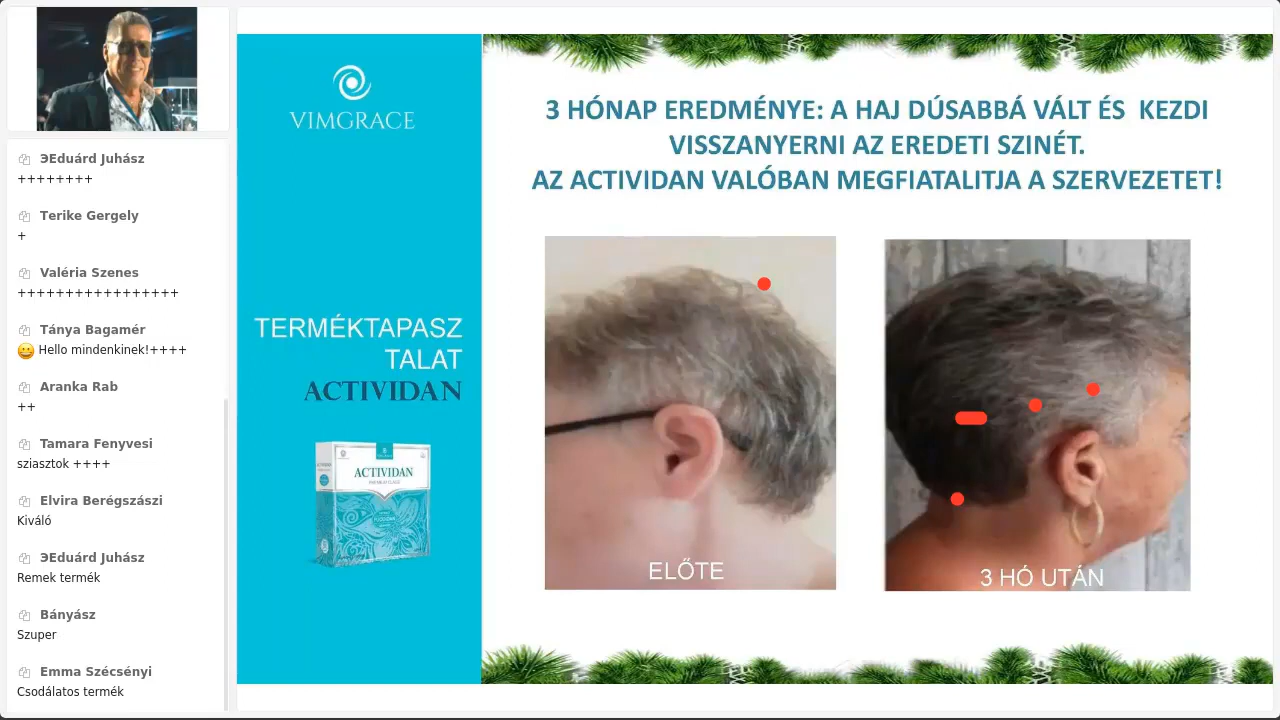 ЭEduárd Juhász
++++++++
Terike Gergely
+
Valéria Szenes
+++++++++++++++++
Tánya Bagamér
Hello mindenkinek!++++
Aranka Rab
++
Tamara Fenyvesi
sziasztok ++++
Elvira Berégszászi
Kiváló
ЭEduárd Juhász
Remek termék
Bányász
Szuper
Emma Szécsényi
Csodálatos termék
VIMGRACE
TERMÉKTAPASZ
TALAT
ACTIVIDAN
ACTIVIDAN
3 HÓNAP EREDMÉNYE: A HAJ DÚSABBÁ VÁLT ÉS KEZDI
VISSZANYERNI AZ EREDETI SZINÉT.
AZ ACTIVIDAN VALÓBAN MEGFIATALITJA A SZERVEZETET!
ELŐTE
3 HÓ UTÁN